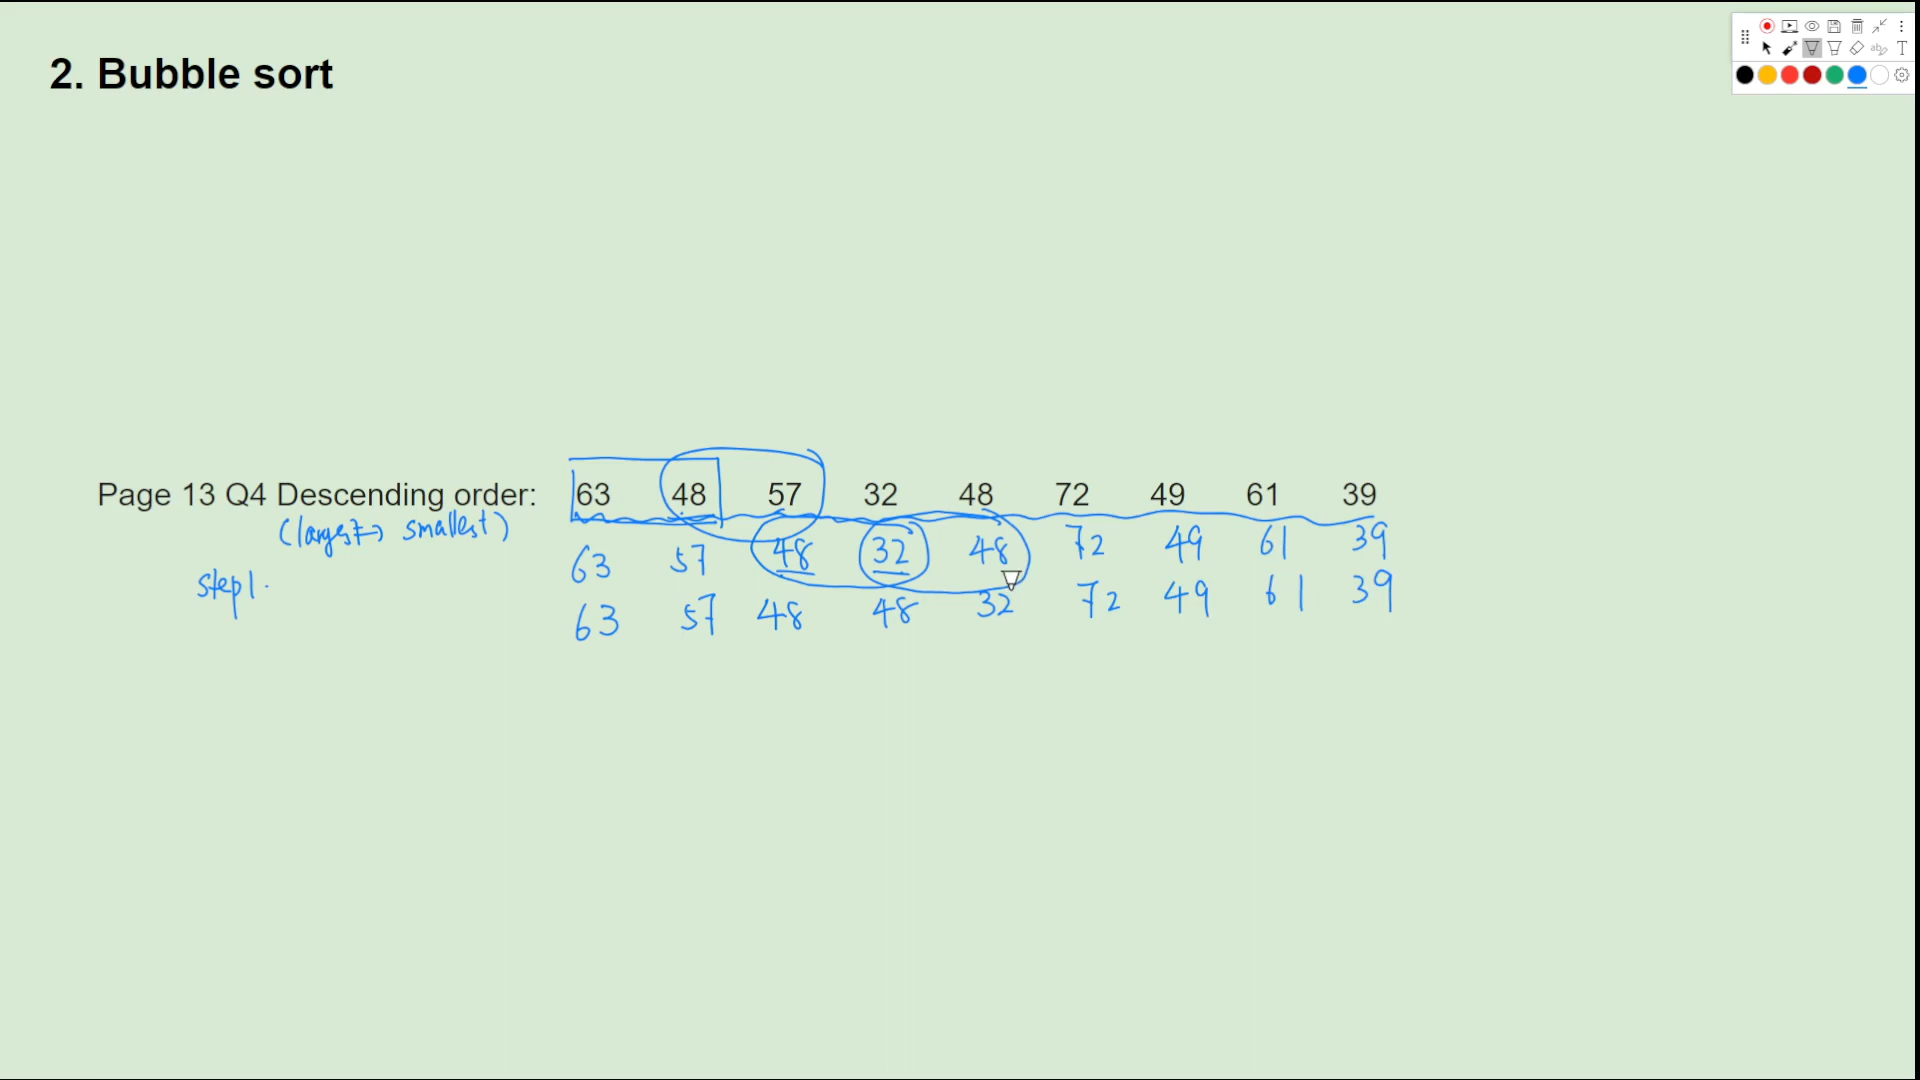 2. Bubble sort
Page 13 Q4 Descending order: 63 48 57 32 48 72 49 61 39
(largest → smallest)
63 57 48 32 48 72 49 61 39
step1.
63 57 48 48 32 72 49 61 39